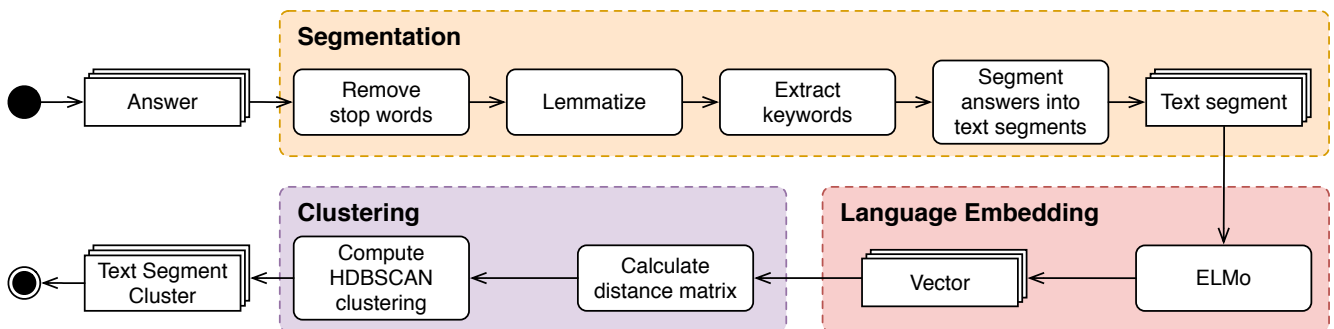 Segmentation
Answer
Remove
stop words
Lemmatize
Extract
keywords
Segment
answers into
text segments
Text segment
Language Embedding
ELMo
Vector
Clustering
Calculate
distance matrix
Compute
HDBSCAN
clustering
Text Segment
Cluster